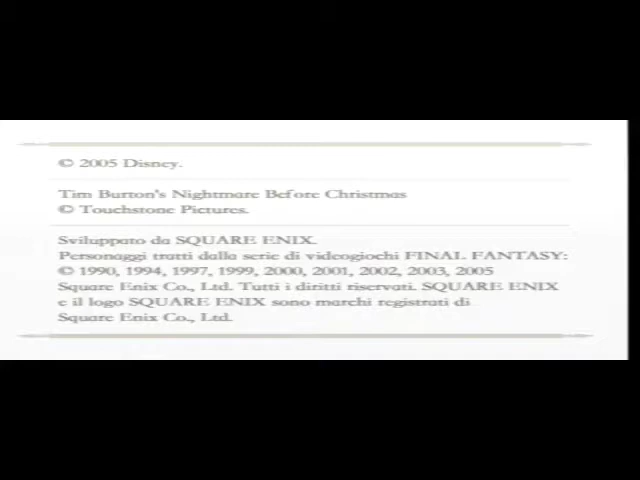 © 2005 Disney.
Tim Burton's Nightmare Before Christmas
© Touchstone Pictures.
Sviluppato da SQUARE ENIX.
Personaggi tratti dalla serie di videogiochi FINAL FANTASY:
© 1990, 1994, 1997, 1999, 2000, 2001, 2002, 2003, 2005
Square Enix Co., Ltd. Tutti i diritti riservati. SQUARE ENIX
e il logo SQUARE ENIX sono marchi registrati di
Square Enix Co., Ltd.